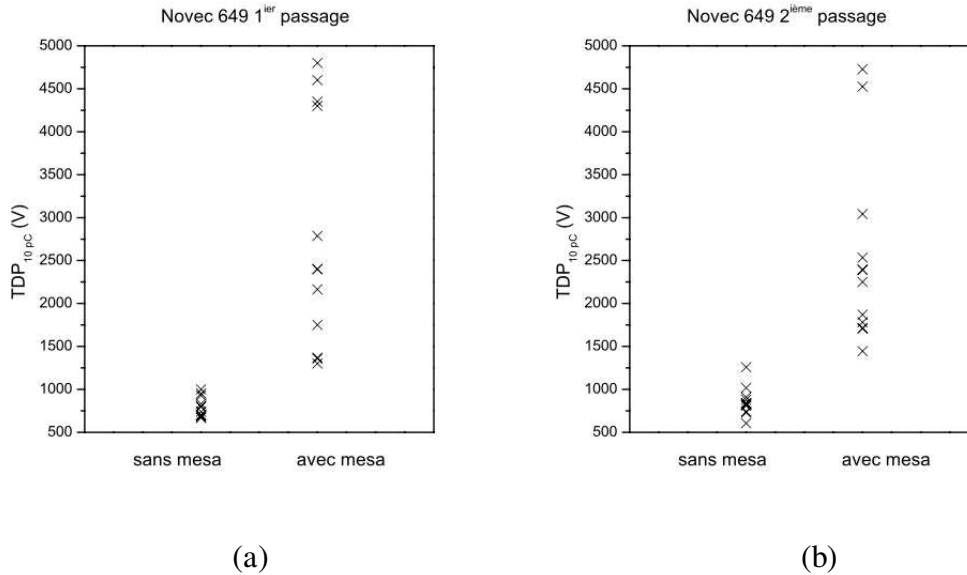 Novec 649 1ier passage
5000
4500
4000
3500
3000
2500
2000
1500
1000
500
TDP10 pC (V)
sans mesa avec mesa
(a)
Novec 649 2ième passage
5000
4500
4000
3500
3000
2500
2000
1500
1000
500
TDP10 pC (V)
sans mesa avec mesa
(b)